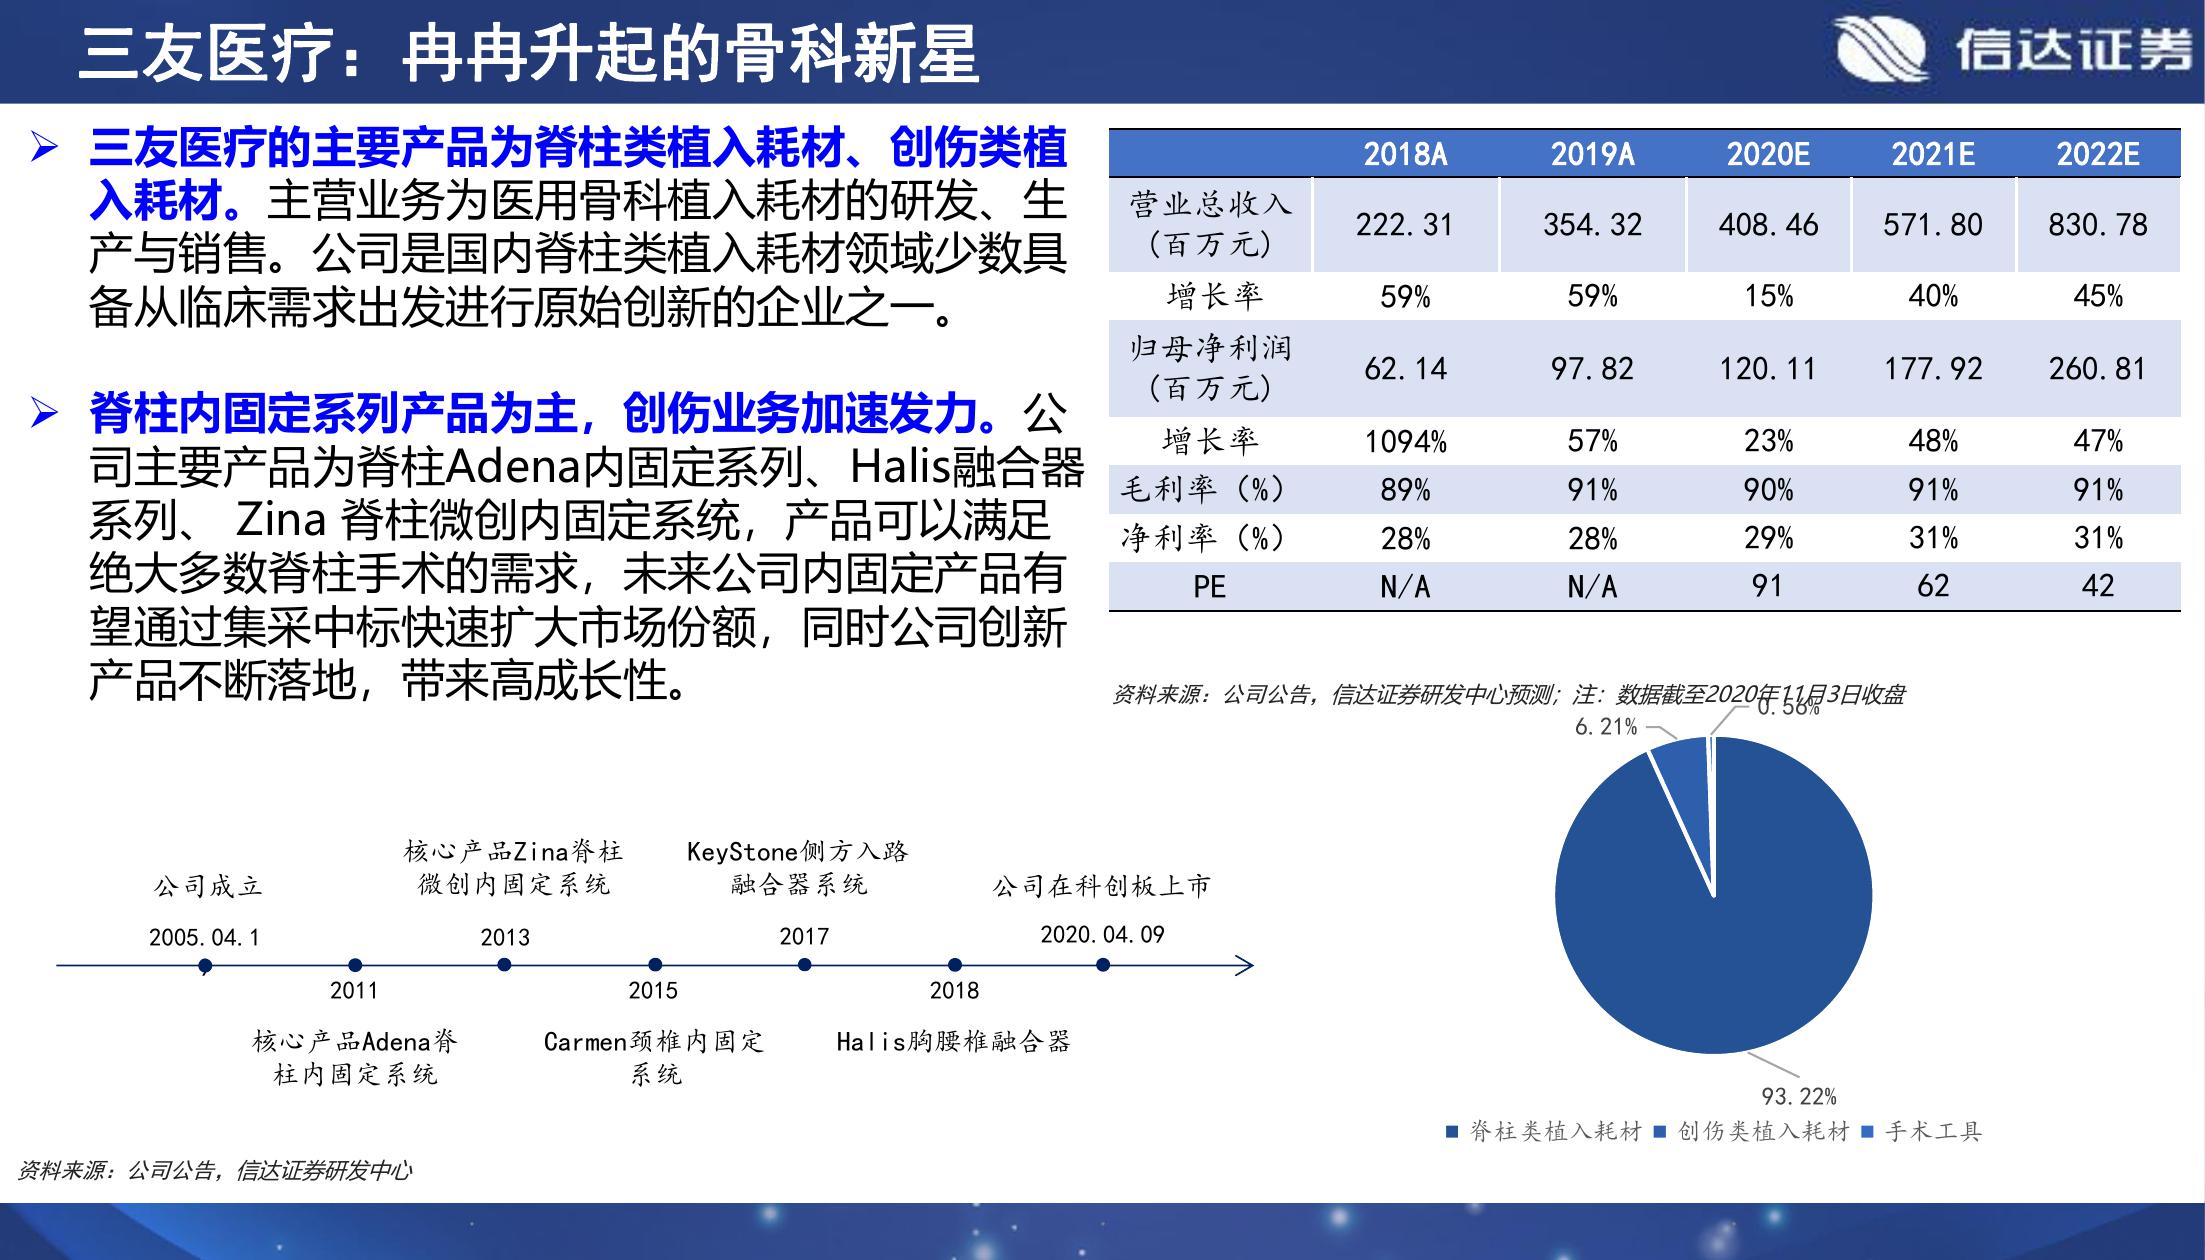 三友医疗：冉冉升起的骨科新星
信达证券
➢ 三友医疗的主要产品为脊柱类植入耗材、创伤类植
入耗材。主营业务为医用骨科植入耗材的研发、生
产与销售。公司是国内脊柱类植入耗材领域少数具
备从临床需求出发进行原始创新的企业之一。
➢ 脊柱内固定系列产品为主，创伤业务加速发力。公
司主要产品为脊柱Adena内固定系列、Halis融合器
系列、 Zina 脊柱微创内固定系统，产品可以满足
绝大多数脊柱手术的需求，未来公司内固定产品有
望通过集采中标快速扩大市场份额，同时公司创新
产品不断落地，带来高成长性。
2018A 2019A 2020E 2021E 2022E
营业总收入
（百万元） 222.31 354.32 408.46 571.80 830.78
增长率 59% 59% 15% 40% 45%
归母净利润
（百万元） 62.14 97.82 120.11 177.92 260.81
增长率 1094% 57% 23% 48% 47%
毛利率（%） 89% 91% 90% 91% 91%
净利率（%） 28% 28% 29% 31% 31%
PE N/A N/A 91 62 42
资料来源：公司公告，信达证券研发中心预测；注：数据截至2020年11月3日收盘
0.56%
6.21%
93.22%
脊柱类植入耗材 创伤类植入耗材 手术工具
公司成立
2005.04.1
核心产品Zina脊柱
微创内固定系统
2013
KeyStone侧方入路
融合器系统
2017
公司在科创板上市
2020.04.09
2011
核心产品Adena脊
柱内固定系统
2015
Carmen颈椎内固定
系统
2018
Halis胸腰椎融合器
资料来源：公司公告，信达证券研发中心